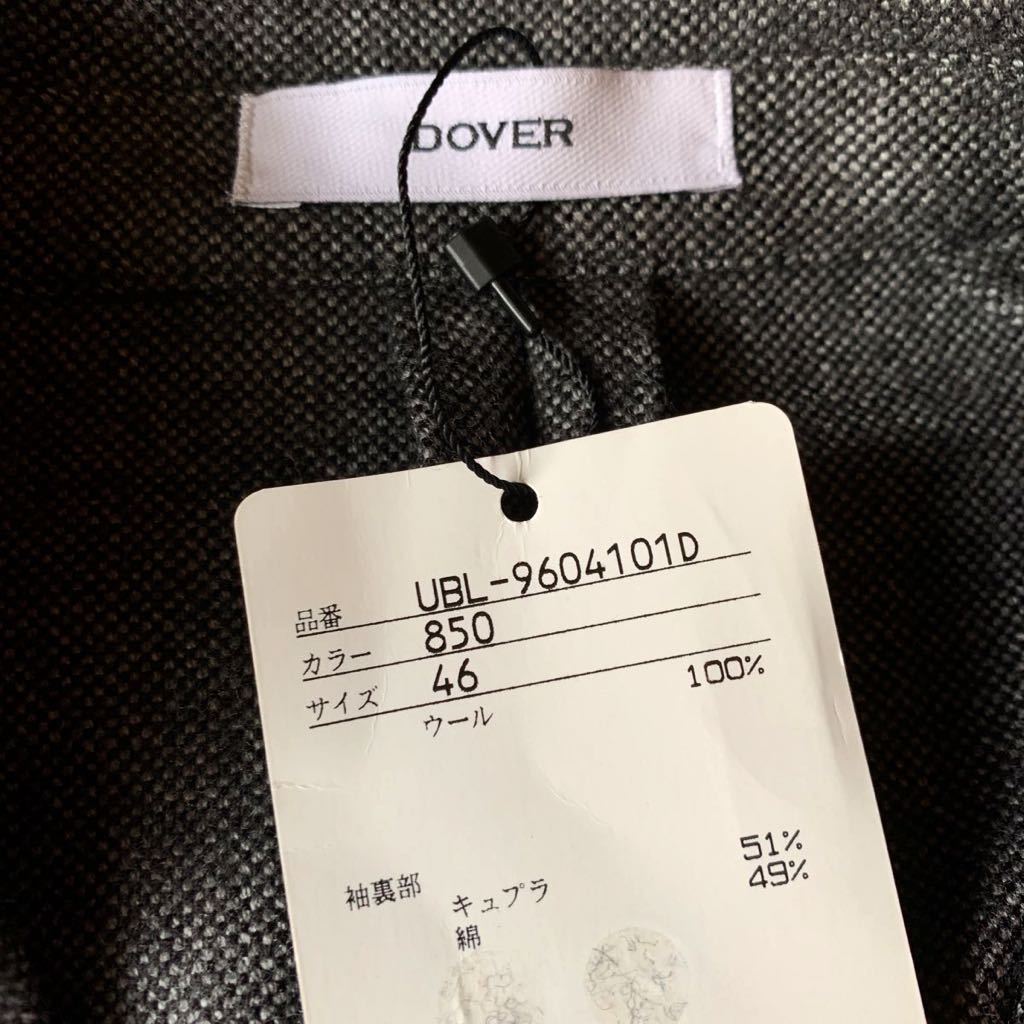 DOVER
品番 UBL-9604101D
カラー 850
サイズ 46
ウール 100%
袖裏部 キュプラ 51%
綿 49%